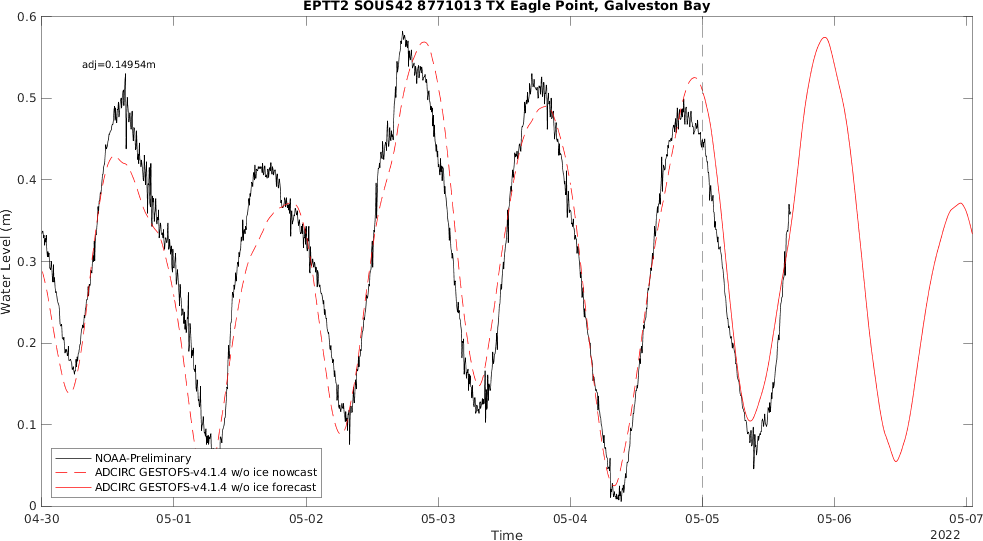 EPTT2 SOUS42 8771013 TX Eagle Point, Galveston Bay
0.6
adj=0.14954m
0.5
0.4
0.3
0.2
0.1
0
Water Level (m)
NOAA-Preliminary
ADCIRC GESTOFS-v4.1.4 w/o ice nowcast
ADCIRC GESTOFS-v4.1.4 w/o ice forecast
04-30 05-01 05-02 05-03 05-04 05-05 05-06 05-07
Time
2022